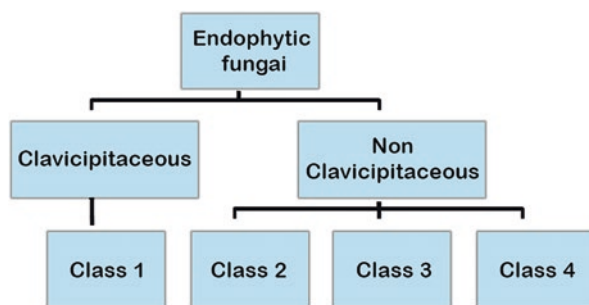 Endophytic
fungai
Clavicipitaceous
Non
Clavicipitaceous
Class 1
Class 2
Class 3
Class 4